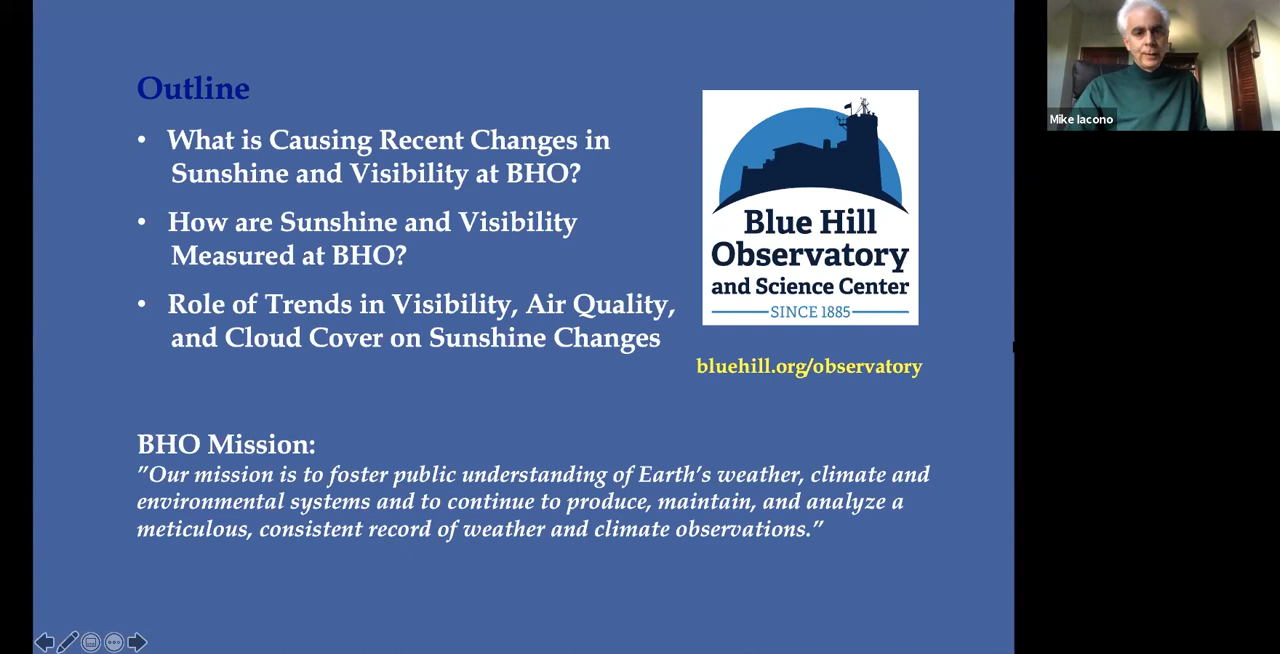 Outline
• What is Causing Recent Changes in
Sunshine and Visibility at BHO?
• How are Sunshine and Visibility
Measured at BHO?
• Role of Trends in Visibility, Air Quality,
and Cloud Cover on Sunshine Changes
Blue Hill
Observatory
and Science Center
SINCE 1885
bluehill.org/observatory
BHO Mission:
”Our mission is to foster public understanding of Earth’s weather, climate and
environmental systems and to continue to produce, maintain, and analyze a
meticulous, consistent record of weather and climate observations.”
Mike Iacono